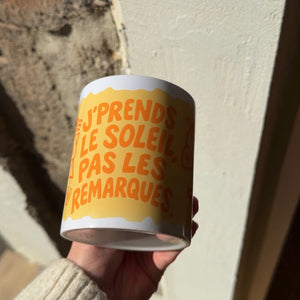 J'PRENDS
LE SOLEIL,
PAS LES
REMARQUES.